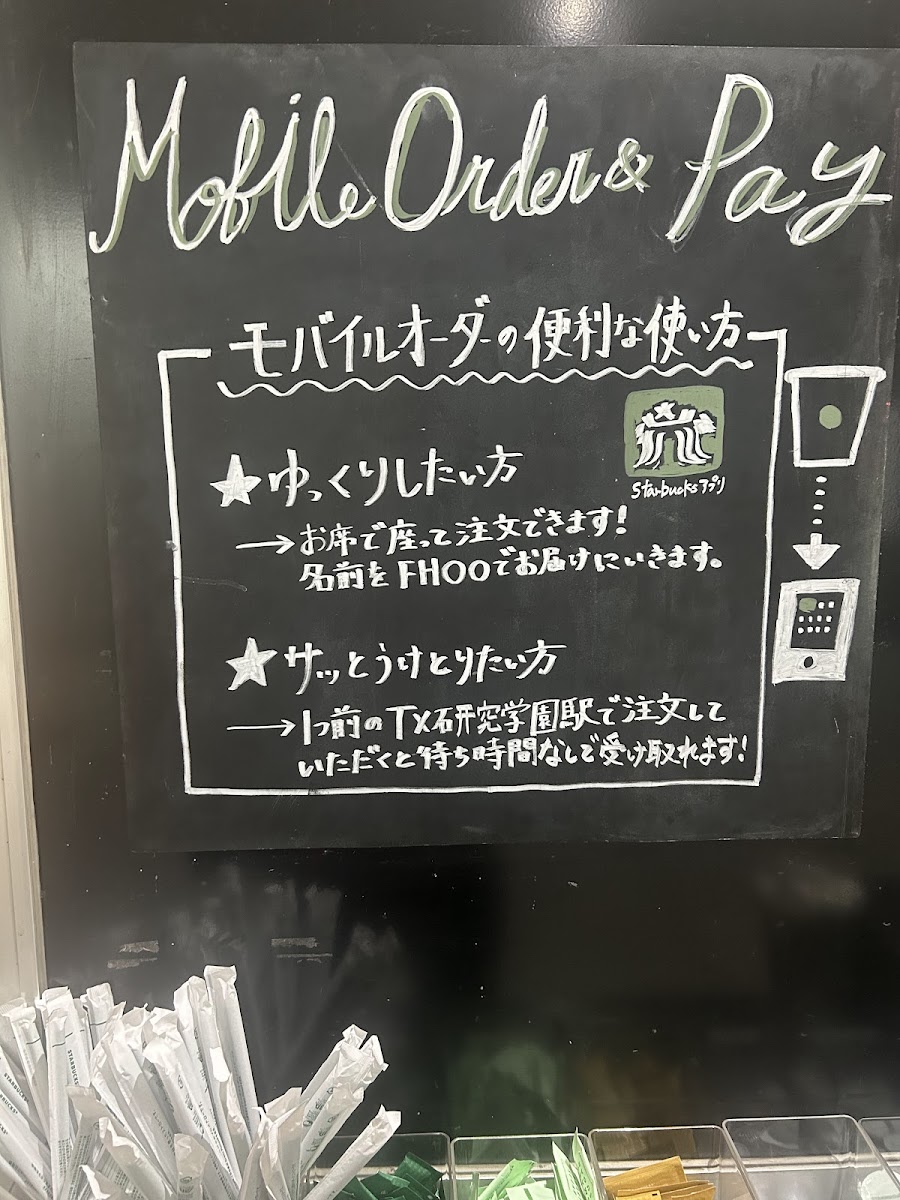 Mobile Order & Pay
モバイルオーダーの便利な使い方
Starbucksアプリ
★ゆっくりしたい方
→お席で座って注文できます！
名前をFH○○でお届けにいきます。
★サッとうけとりたい方
→1つ前のTX研究学園駅で注文して
いただくと待ち時間なしで受け取れます！
STARBUCKS